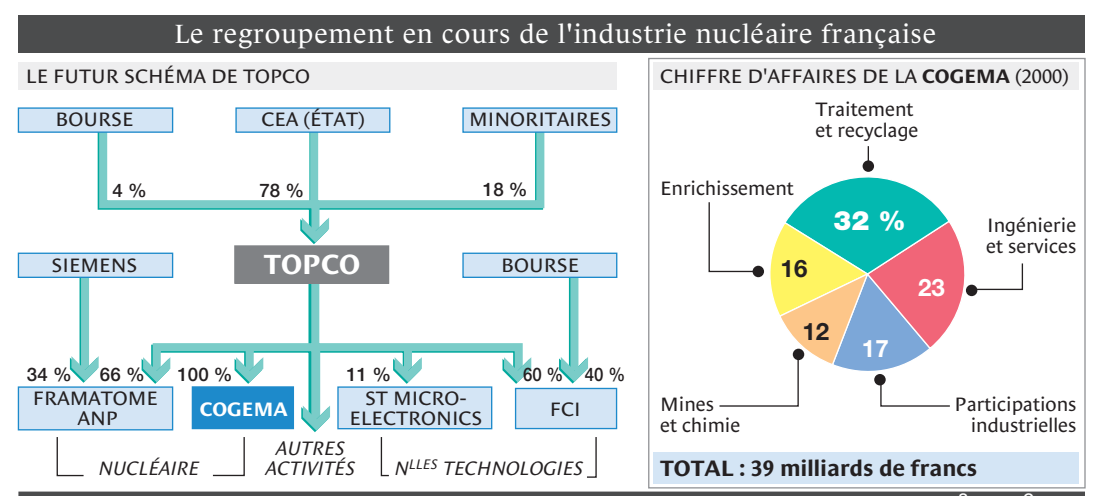 Le regroupement en cours de l'industrie nucléaire française
LE FUTUR SCHÉMA DE TOPCO
BOURSE
CEA (ÉTAT)
MINORITAIRES
4 %
78 %
18 %
SIEMENS
TOPCO
BOURSE
34 %
66 %
100 %
11 %
60 %
40 %
FRAMATOME
ANP
COGEMA
ST MICRO-
ELECTRONICS
FCI
NUCLÉAIRE
AUTRES
ACTIVITÉS
NLLES TECHNOLOGIES
CHIFFRE D'AFFAIRES DE LA COGEMA (2000)
Traitement
et recyclage
Enrichissement
32 %
Ingénierie
et services
16
23
12
17
Mines
et chimie
Participations
industrielles
TOTAL : 39 milliards de francs